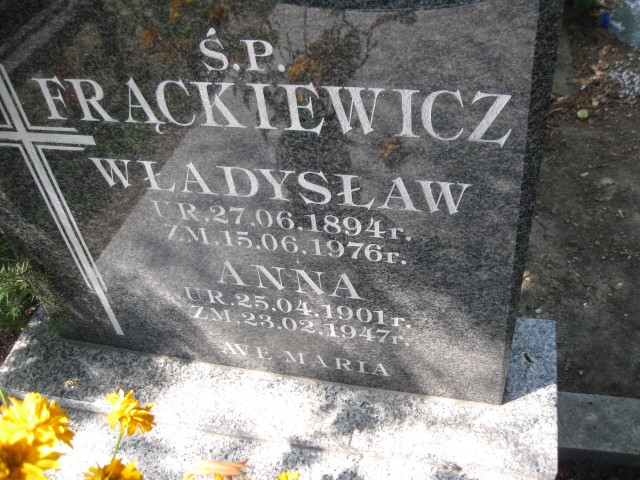 Ś.P.
FRĄCKIEWICZ
WŁADYSŁAW
UR.27.06.1894r.
ZM.15.06.1976r.
ANNA
UR.25.04.1901r.
ZM.23.02.1947r.
AVE MARIA